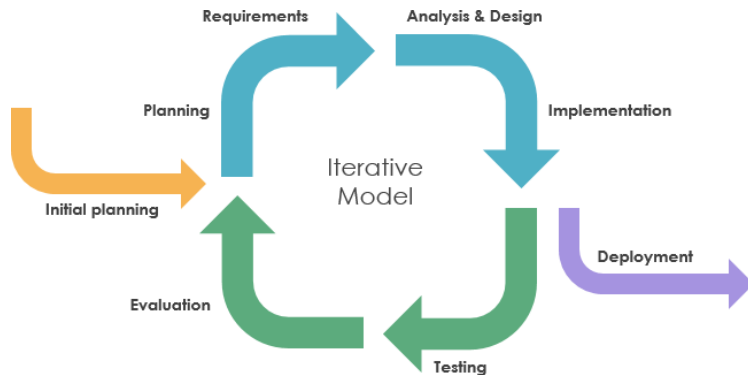 Requirements
Analysis & Design
Planning
Implementation
Iterative
Model
Initial planning
Deployment
Evaluation
Testing